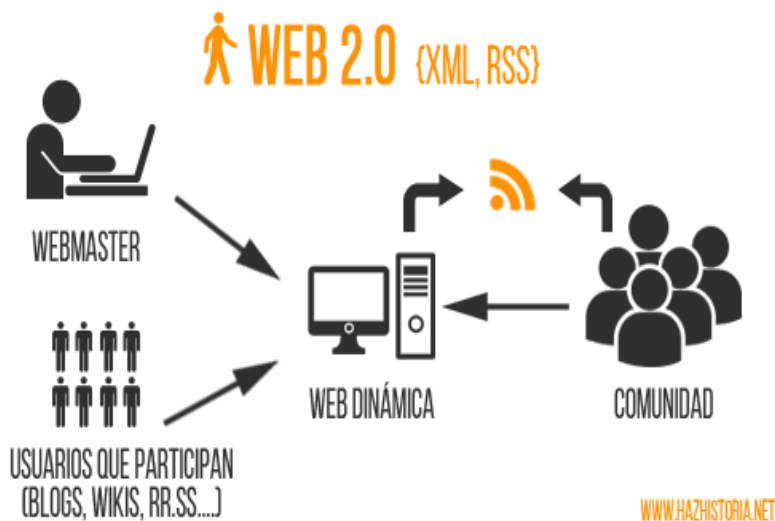 WEB 2.0 {XML, RSS}
WEBMASTER
WEB DINÁMICA
COMUNIDAD
USUARIOS QUE PARTICIPAN
(BLOGS, WIKIS, RR.SS....)
WWW.HAZHISTORIA.NET